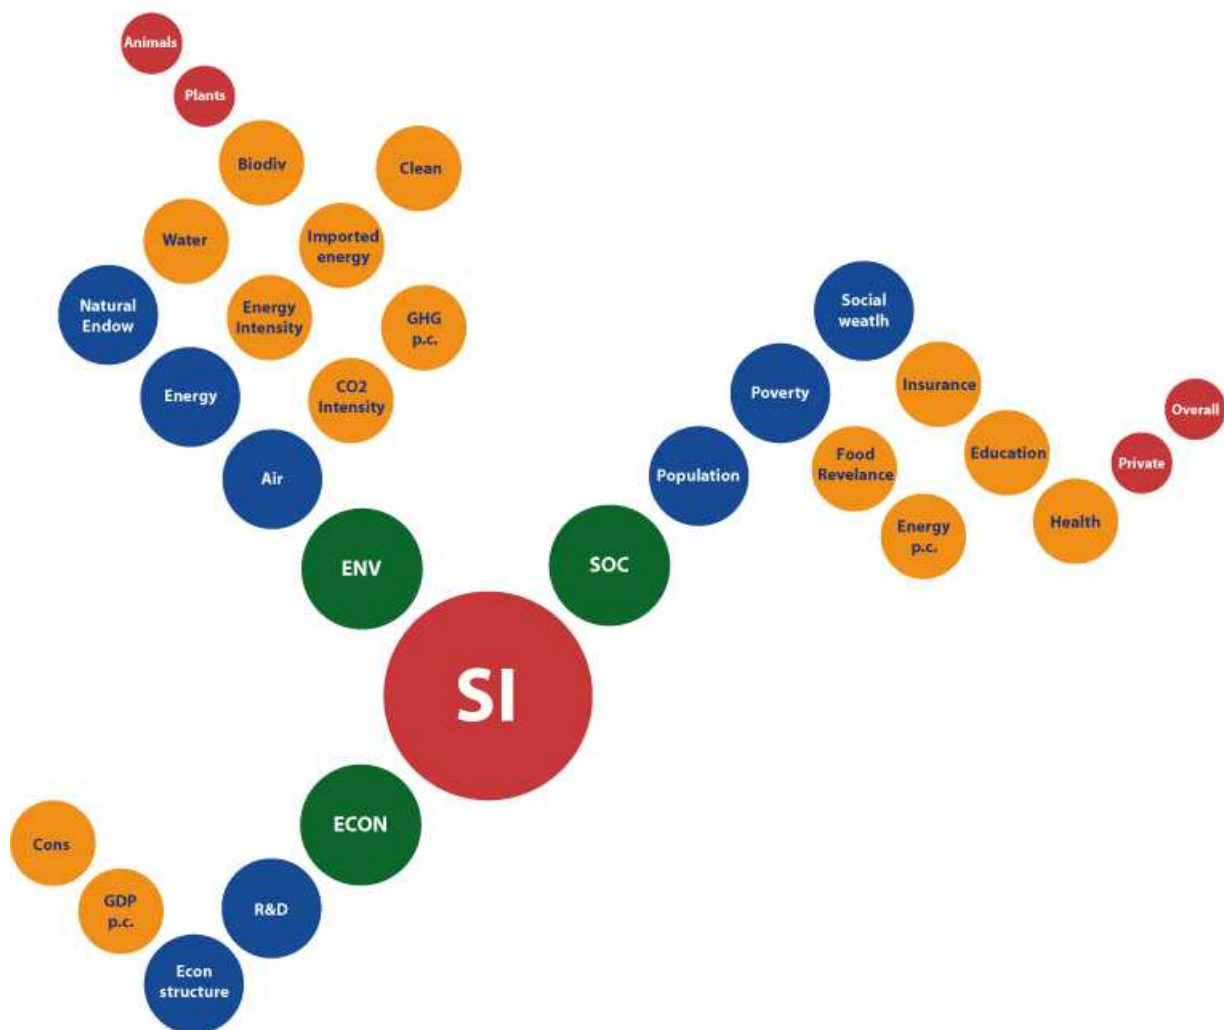 Animals
Plants
Biodiv
Clean
Water
Imported
energy
Natural
Endow
Energy
Intensity
GHG
p.c.
Social
weatlh
Energy
CO2
Intensity
Poverty
Insurance
Overall
Air
Population
Food
Revelance
Education
Private
Energy
p.c.
Health
ENV
SOC
SI
ECON
Cons
GDP
p.c.
R&D
Econ
structure